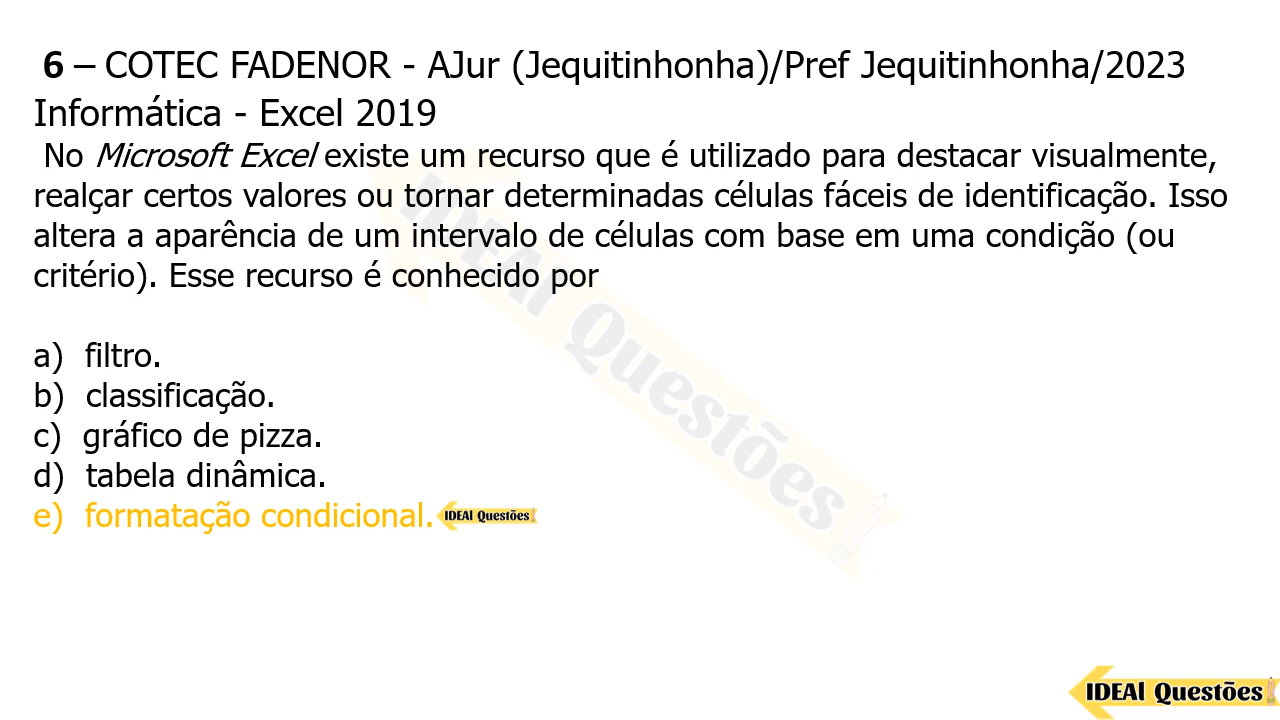 6 – COTEC FADENOR - AJur (Jequitinhonha)/Pref Jequitinhonha/2023
Informática - Excel 2019
No Microsoft Excel existe um recurso que é utilizado para destacar visualmente,
realçar certos valores ou tornar determinadas células fáceis de identificação. Isso
altera a aparência de um intervalo de células com base em uma condição (ou
critério). Esse recurso é conhecido por
a) filtro.
b) classificação.
c) gráfico de pizza.
d) tabela dinâmica.
e) formatação condicional. IDEAl Questões
IDEAl Questões
IDEAl Questões